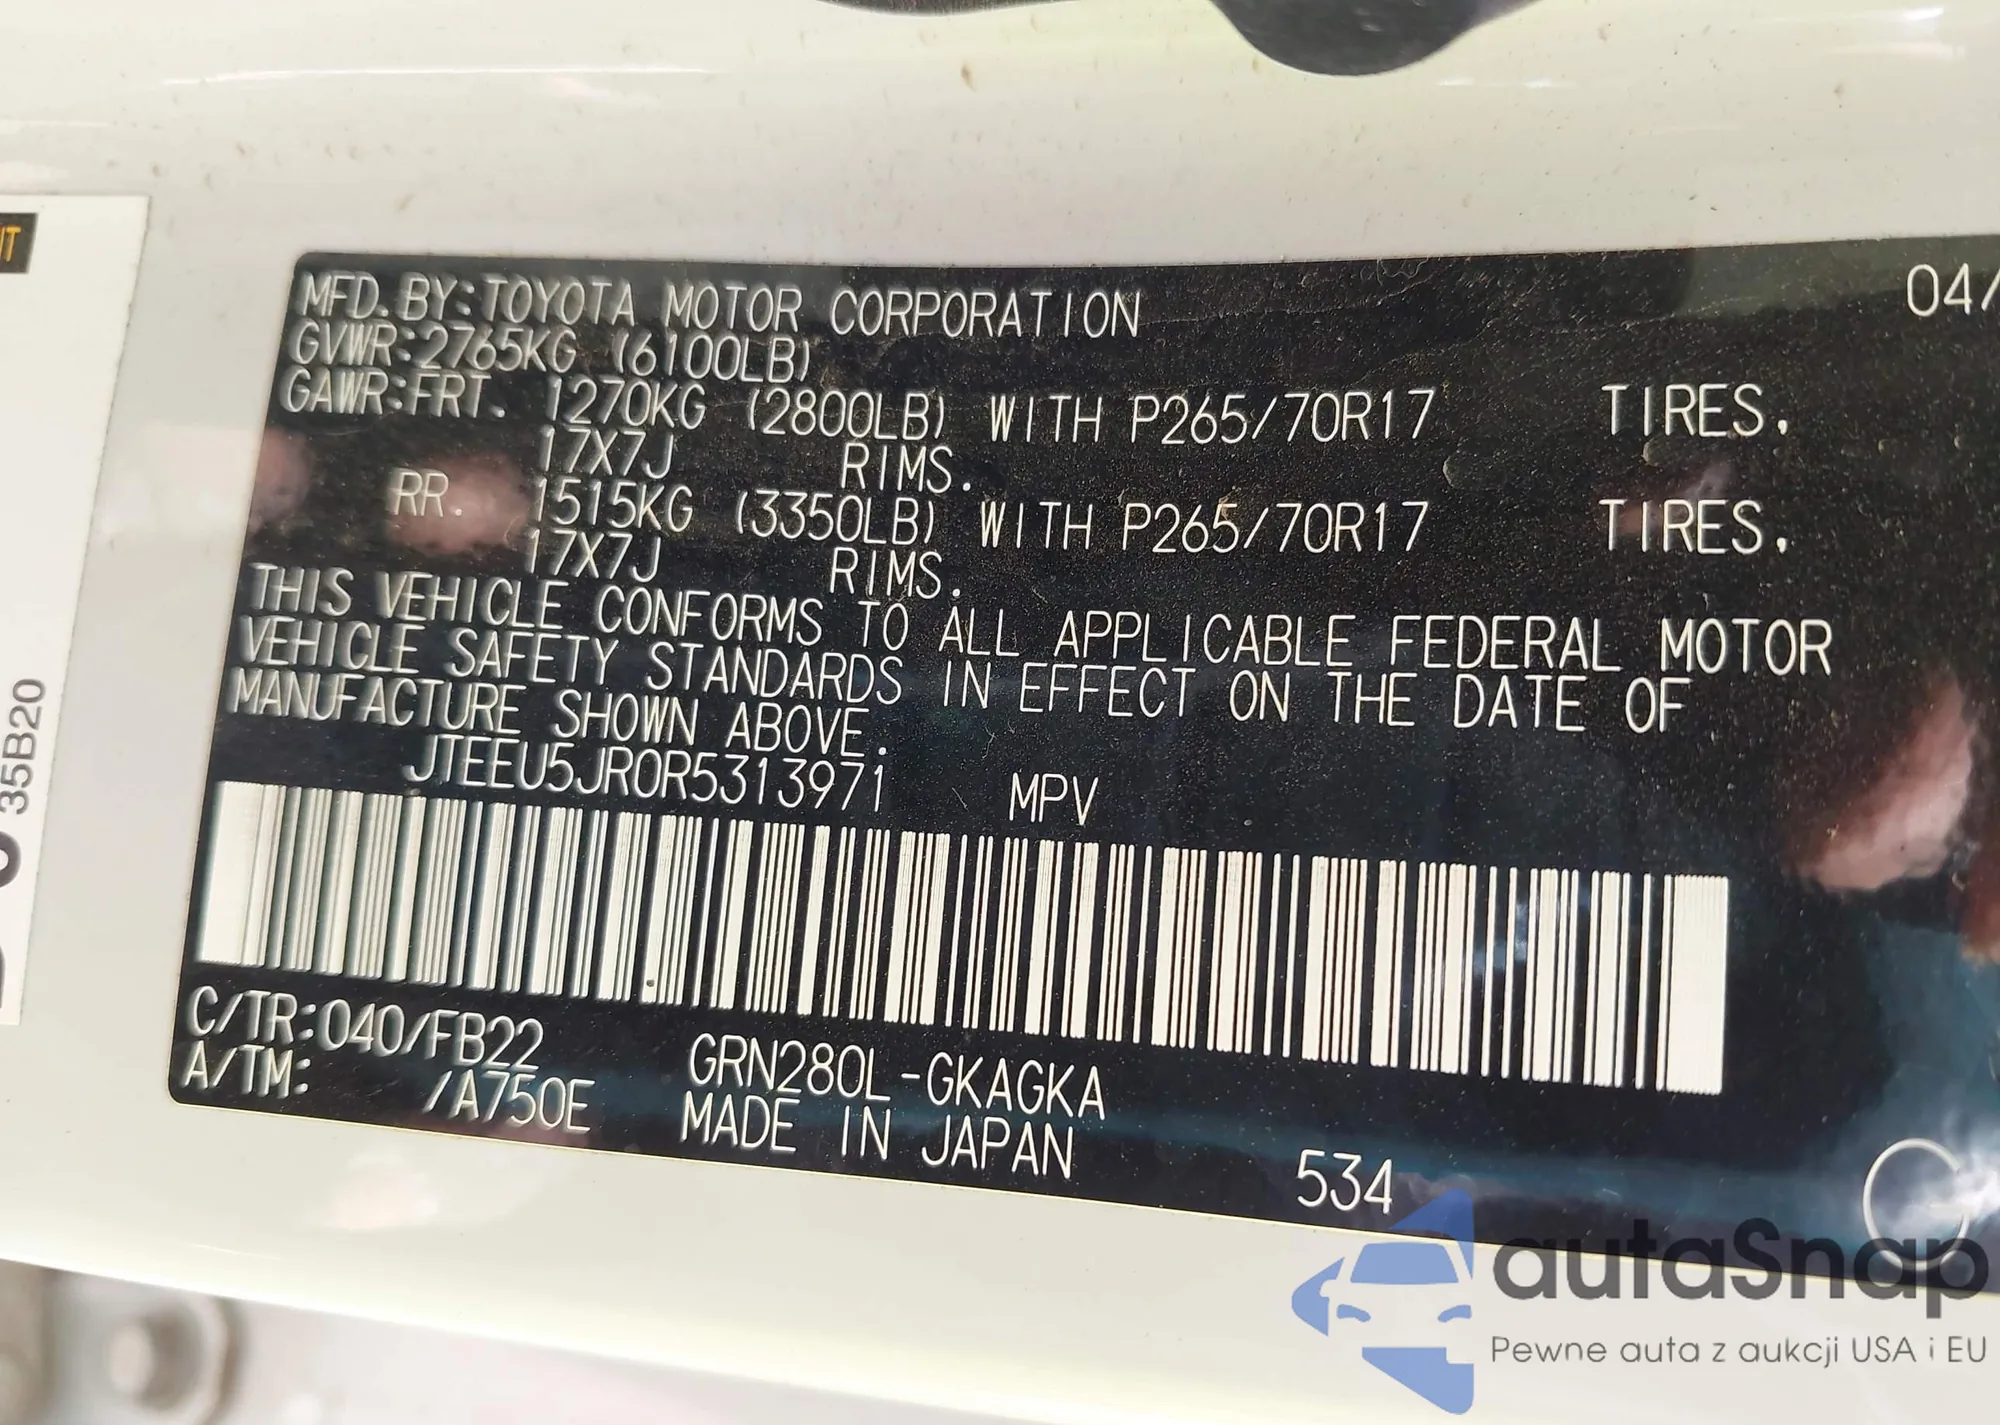 MFD. BY: TOYOTA MOTOR CORPORATION 04/
GVWR: 2765KG (6100LB)
GAWR: FRT. 1270KG (2800LB) WITH P265/70R17 TIRES.
17X7J RIMS.
RR. 1515KG (3350LB) WITH P265/70R17 TIRES.
17X7J RIMS.
THIS VEHICLE CONFORMS TO ALL APPLICABLE FEDERAL MOTOR
VEHICLE SAFETY STANDARDS IN EFFECT ON THE DATE OF
MANUFACTURE SHOWN ABOVE.
JTEEU5JR0R5313971 MPV
C/TR: 040/FB22 GRN280L-GKAGKA
A/TM: /A750E MADE IN JAPAN
534
G
35B20
autaSnap
Pewne auta z aukcji USA i EU